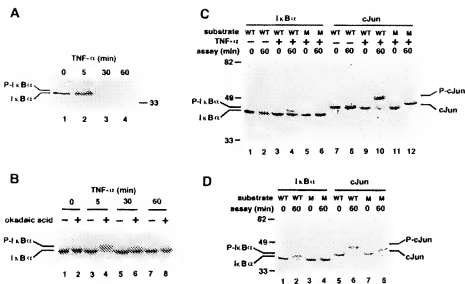 A
TNF-α (min)
0 5 30 60
P-IκBα
IκBα
33
1 2 3 4
B
TNF-α (min)
0 5 30 60
okadaic acid
− + − + − + − +
P-IκBα
IκBα
1 2 3 4 5 6 7 8
C
IκBα cJun
substrate WT WT WT WT M M WT WT WT WT M M
TNF-α − − + + + + − − + + + +
assay (min) 0 60 0 60 0 60 0 60 0 60 0 60
82
49
33
P-IκBα
IκBα
P-cJun
cJun
1 2 3 4 5 6 7 8 9 10 11 12
D
IκBα cJun
substrate WT WT M M WT WT M M
assay (min) 0 60 0 60 0 60 0 60
82
49
33
P-IκBα
IκBα
P-cJun
cJun
1 2 3 4 5 6 7 8